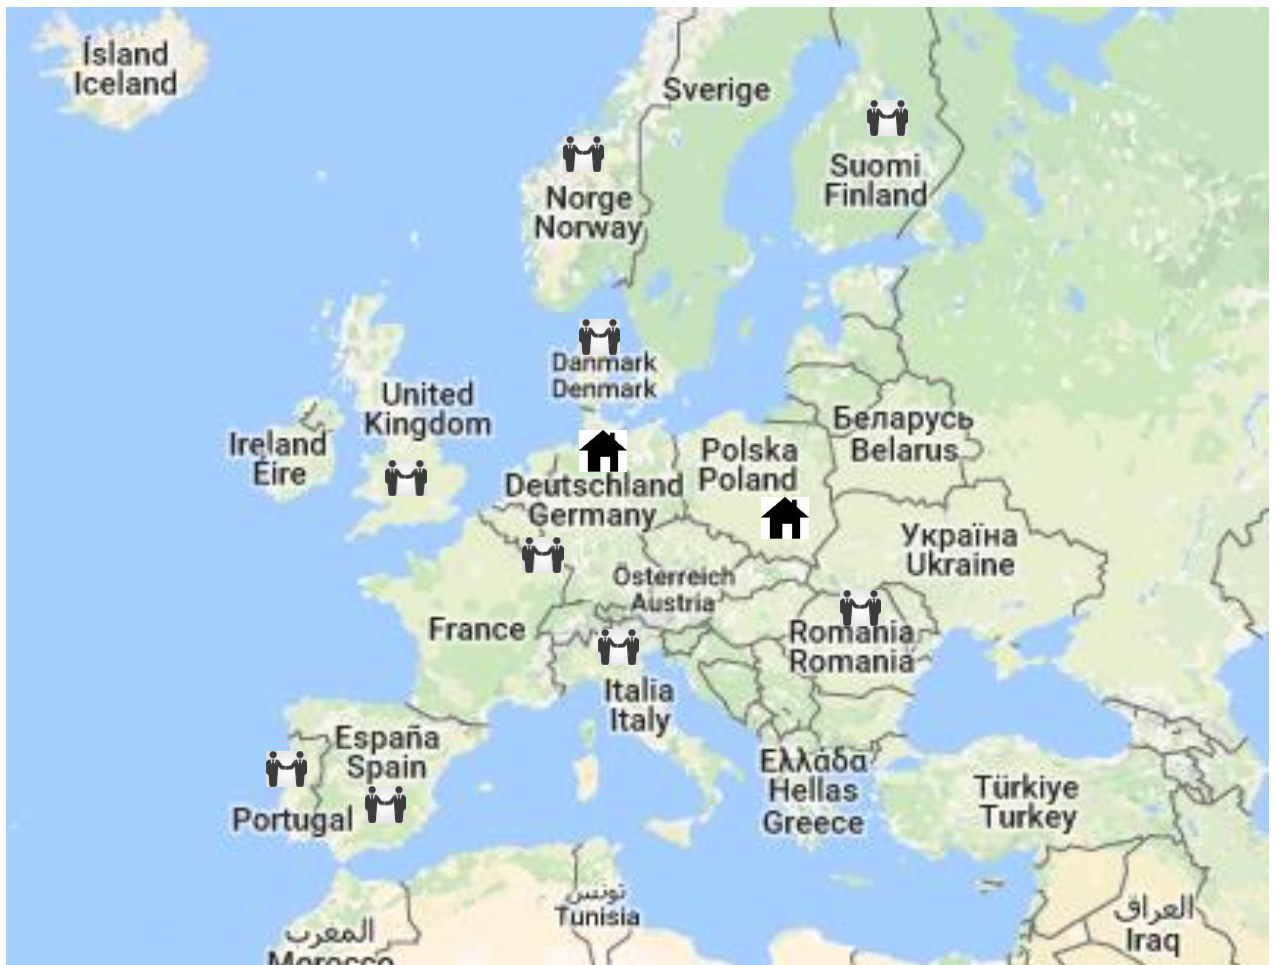 Ísland
Iceland
Sverige
Suomi
Finland
Norge
Norway
Danmark
Denmark
United
Kingdom
Ireland
Éire
Беларусь
Belarus
Polska
Poland
Deutschland
Germany
Україна
Ukraine
Österreich
Austria
France
Romania
Romania
Italia
Italy
España
Spain
Portugal
Ελλάδα
Hellas
Greece
Türkiye
Turkey
تونس
Tunisia
العراق
Iraq
المغرب
Morocco